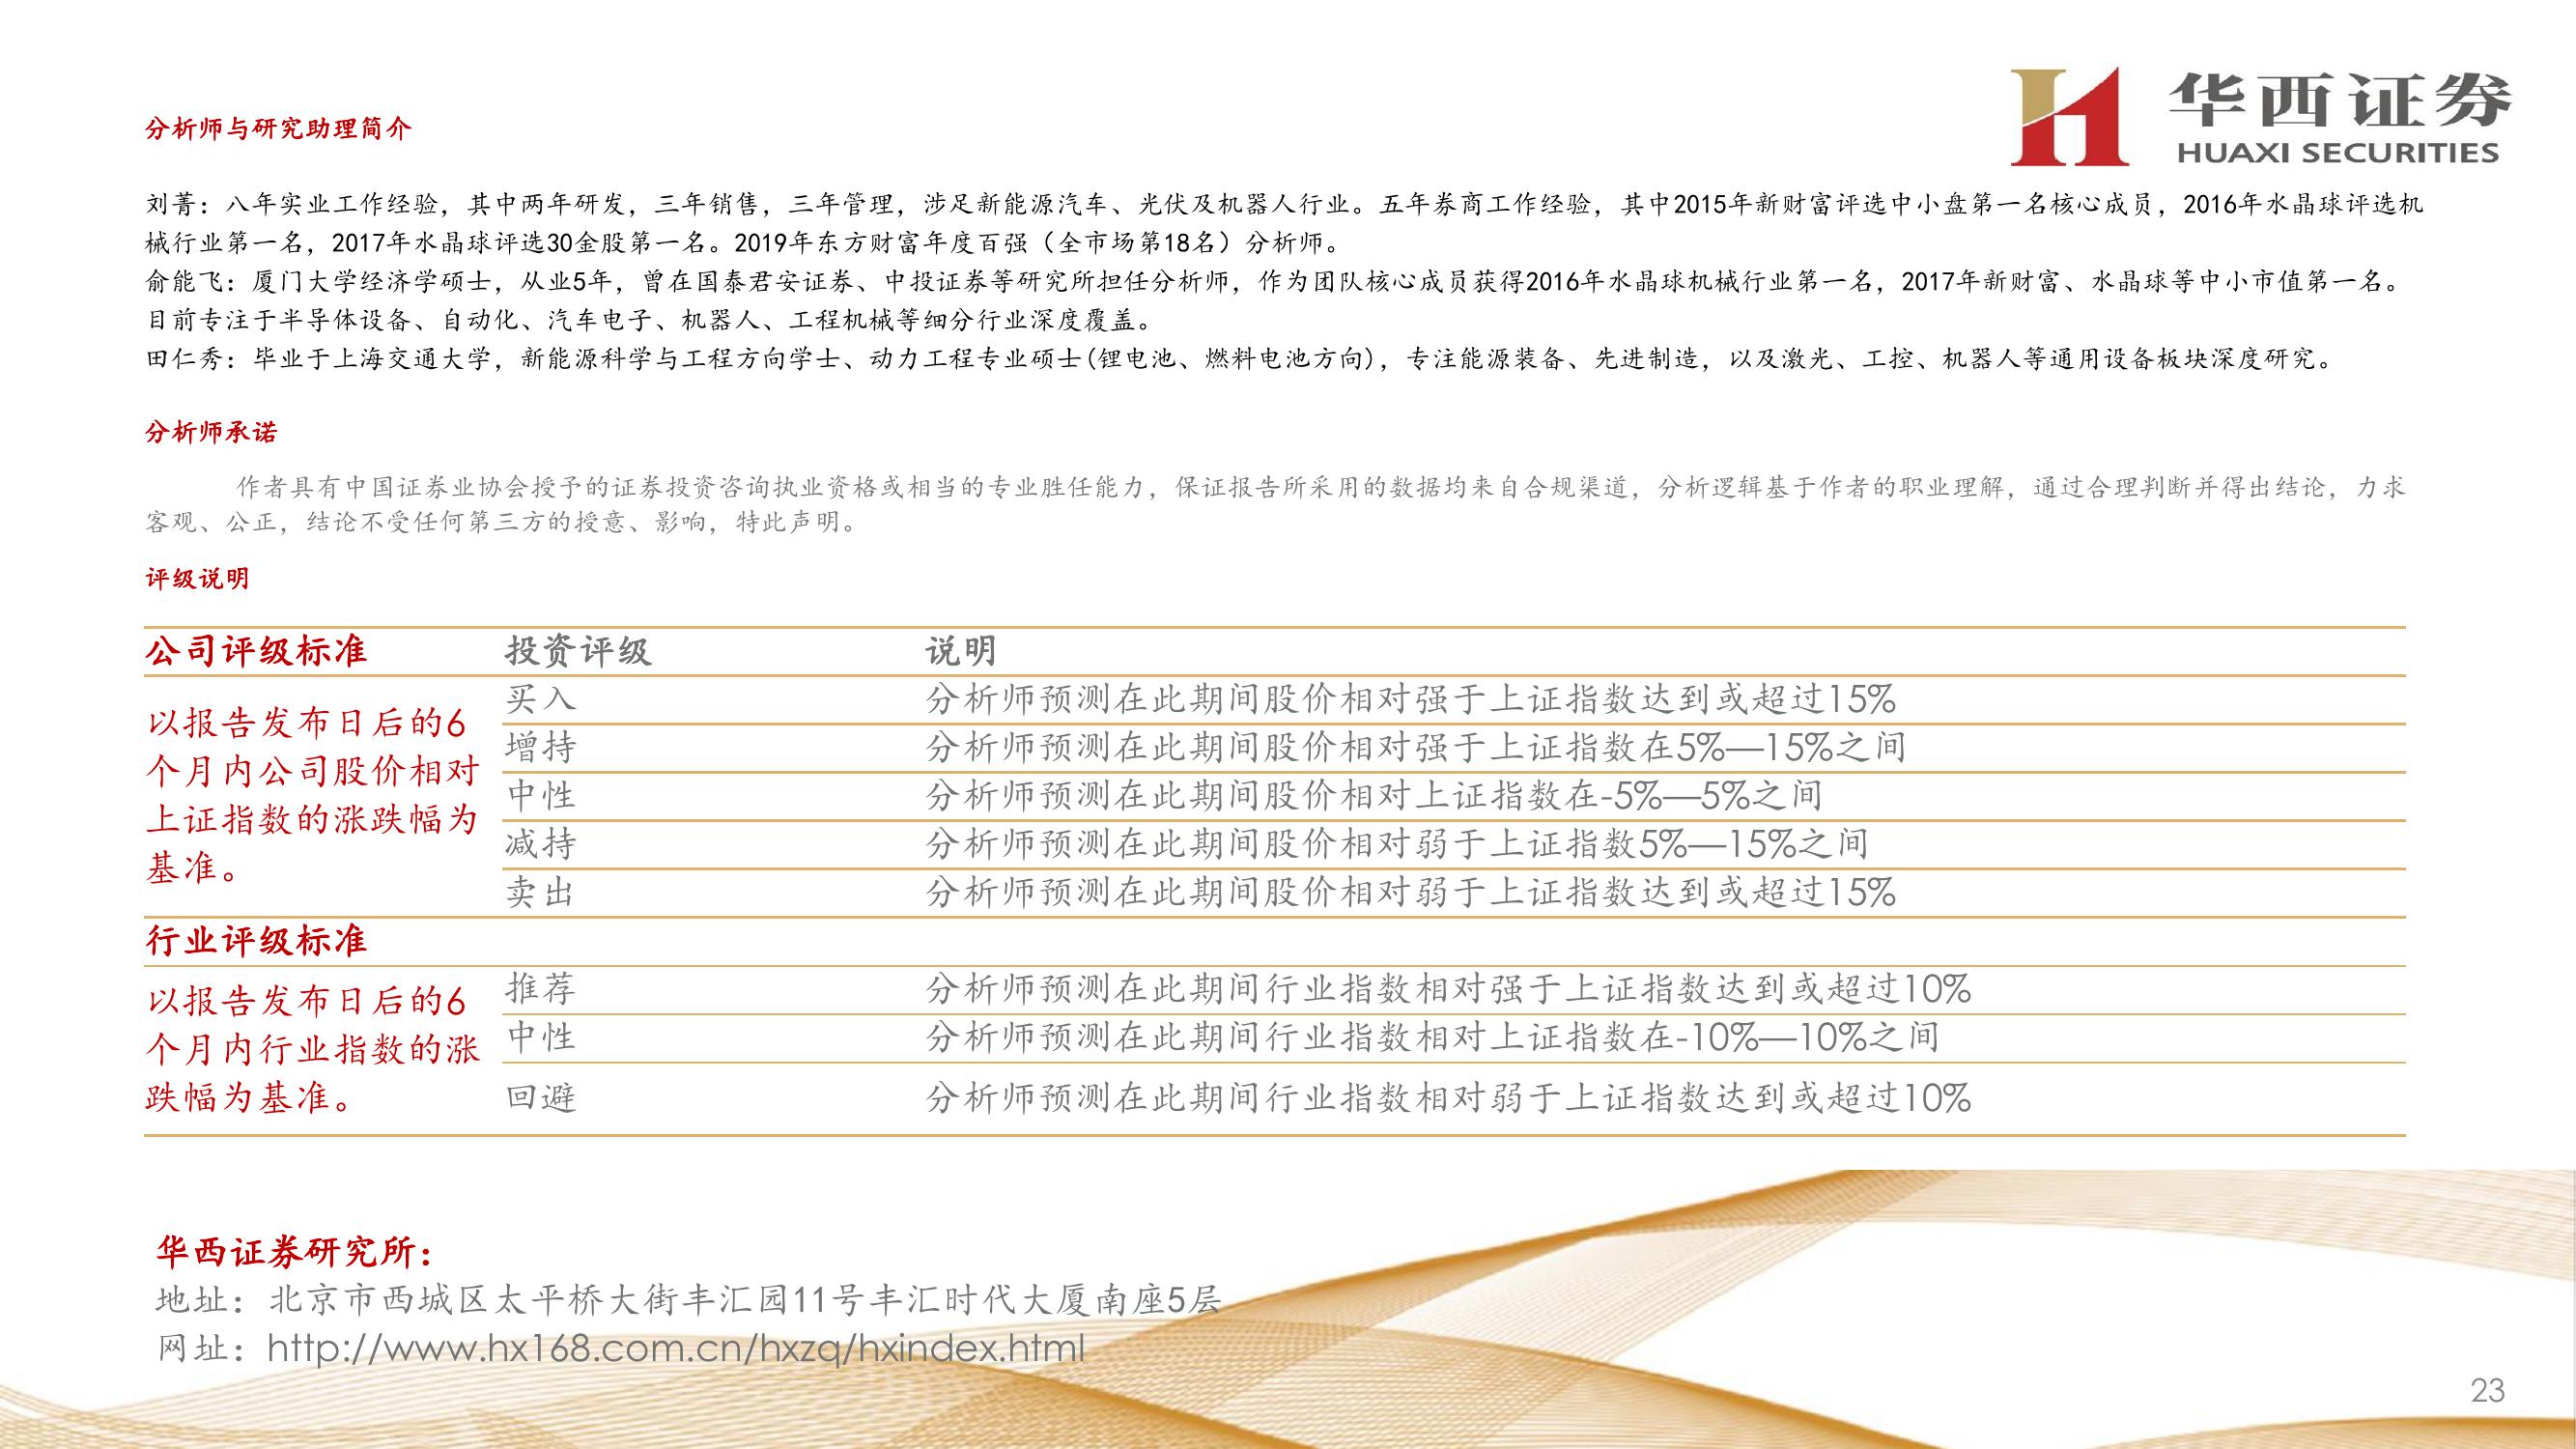 华西证券
HUAXI SECURITIES
分析师与研究助理简介
刘菁：八年实业工作经验，其中两年研发，三年销售，三年管理，涉足新能源汽车、光伏及机器人行业。五年券商工作经验，其中2015年新财富评选中小盘第一名核心成员，2016年水晶球评选机
械行业第一名，2017年水晶球评选30金股第一名。2019年东方财富年度百强（全市场第18名）分析师。
俞能飞：厦门大学经济学硕士，从业5年，曾在国泰君安证券、中投证券等研究所担任分析师，作为团队核心成员获得2016年水晶球机械行业第一名，2017年新财富、水晶球等中小市值第一名。
目前专注于半导体设备、自动化、汽车电子、机器人、工程机械等细分行业深度覆盖。
田仁秀：毕业于上海交通大学，新能源科学与工程方向学士、动力工程专业硕士(锂电池、燃料电池方向)，专注能源装备、先进制造，以及激光、工控、机器人等通用设备板块深度研究。
分析师承诺
作者具有中国证券业协会授予的证券投资咨询执业资格或相当的专业胜任能力，保证报告所采用的数据均来自合规渠道，分析逻辑基于作者的职业理解，通过合理判断并得出结论，力求
客观、公正，结论不受任何第三方的授意、影响，特此声明。
评级说明
公司评级标准 投资评级 说明
以报告发布日后的6
个月内公司股价相对
上证指数的涨跌幅为
基准。
买入 分析师预测在此期间股价相对强于上证指数达到或超过15%
增持 分析师预测在此期间股价相对强于上证指数在5%—15%之间
中性 分析师预测在此期间股价相对上证指数在-5%—5%之间
减持 分析师预测在此期间股价相对弱于上证指数5%—15%之间
卖出 分析师预测在此期间股价相对弱于上证指数达到或超过15%
行业评级标准
以报告发布日后的6
个月内行业指数的涨
跌幅为基准。
推荐 分析师预测在此期间行业指数相对强于上证指数达到或超过10%
中性 分析师预测在此期间行业指数相对上证指数在-10%—10%之间
回避 分析师预测在此期间行业指数相对弱于上证指数达到或超过10%
华西证券研究所：
地址：北京市西城区太平桥大街丰汇园11号丰汇时代大厦南座5层
网址：http://www.hx168.com.cn/hxzq/hxindex.html
23